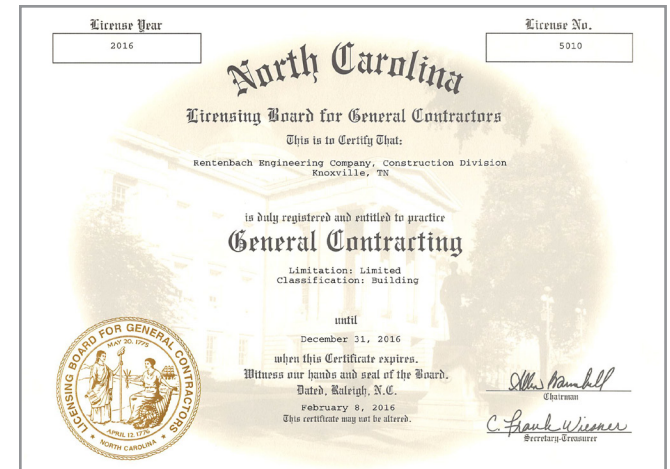 License Year
2016
License No.
5010
North Carolina
Licensing Board for General Contractors
This is to Certify That:
Rentenbach Engineering Company, Construction Division
Knoxville, TN
is duly registered and entitled to practice
General Contracting
Limitation: Limited
Classification: Building
until
December 31, 2016
when this Certificate expires.
Witness our hands and seal of the Board.
Dated, Raleigh, N.C.
February 8, 2016
This certificate may not be altered.
LICENSING BOARD FOR GENERAL CONTRACTORS
MAY 20, 1775
APRIL 12, 1776
NORTH CAROLINA
Chairman
C. Frank Wiesner
Secretary-Treasurer